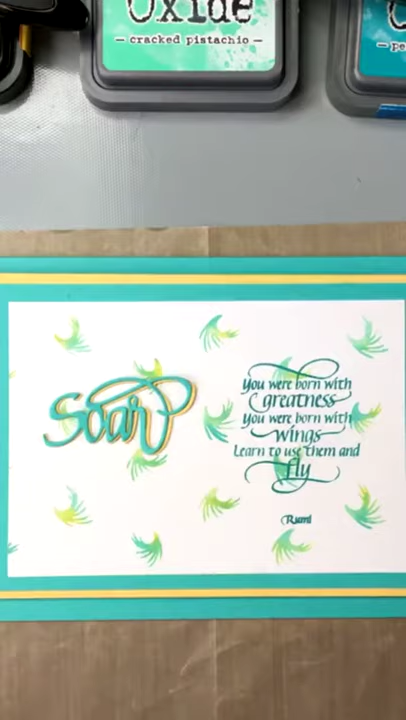 Oxide
— cracked pistachio —
pe
soar
You were born with
greatness
You were born with
wings
Learn to use them and
fly
Rumi